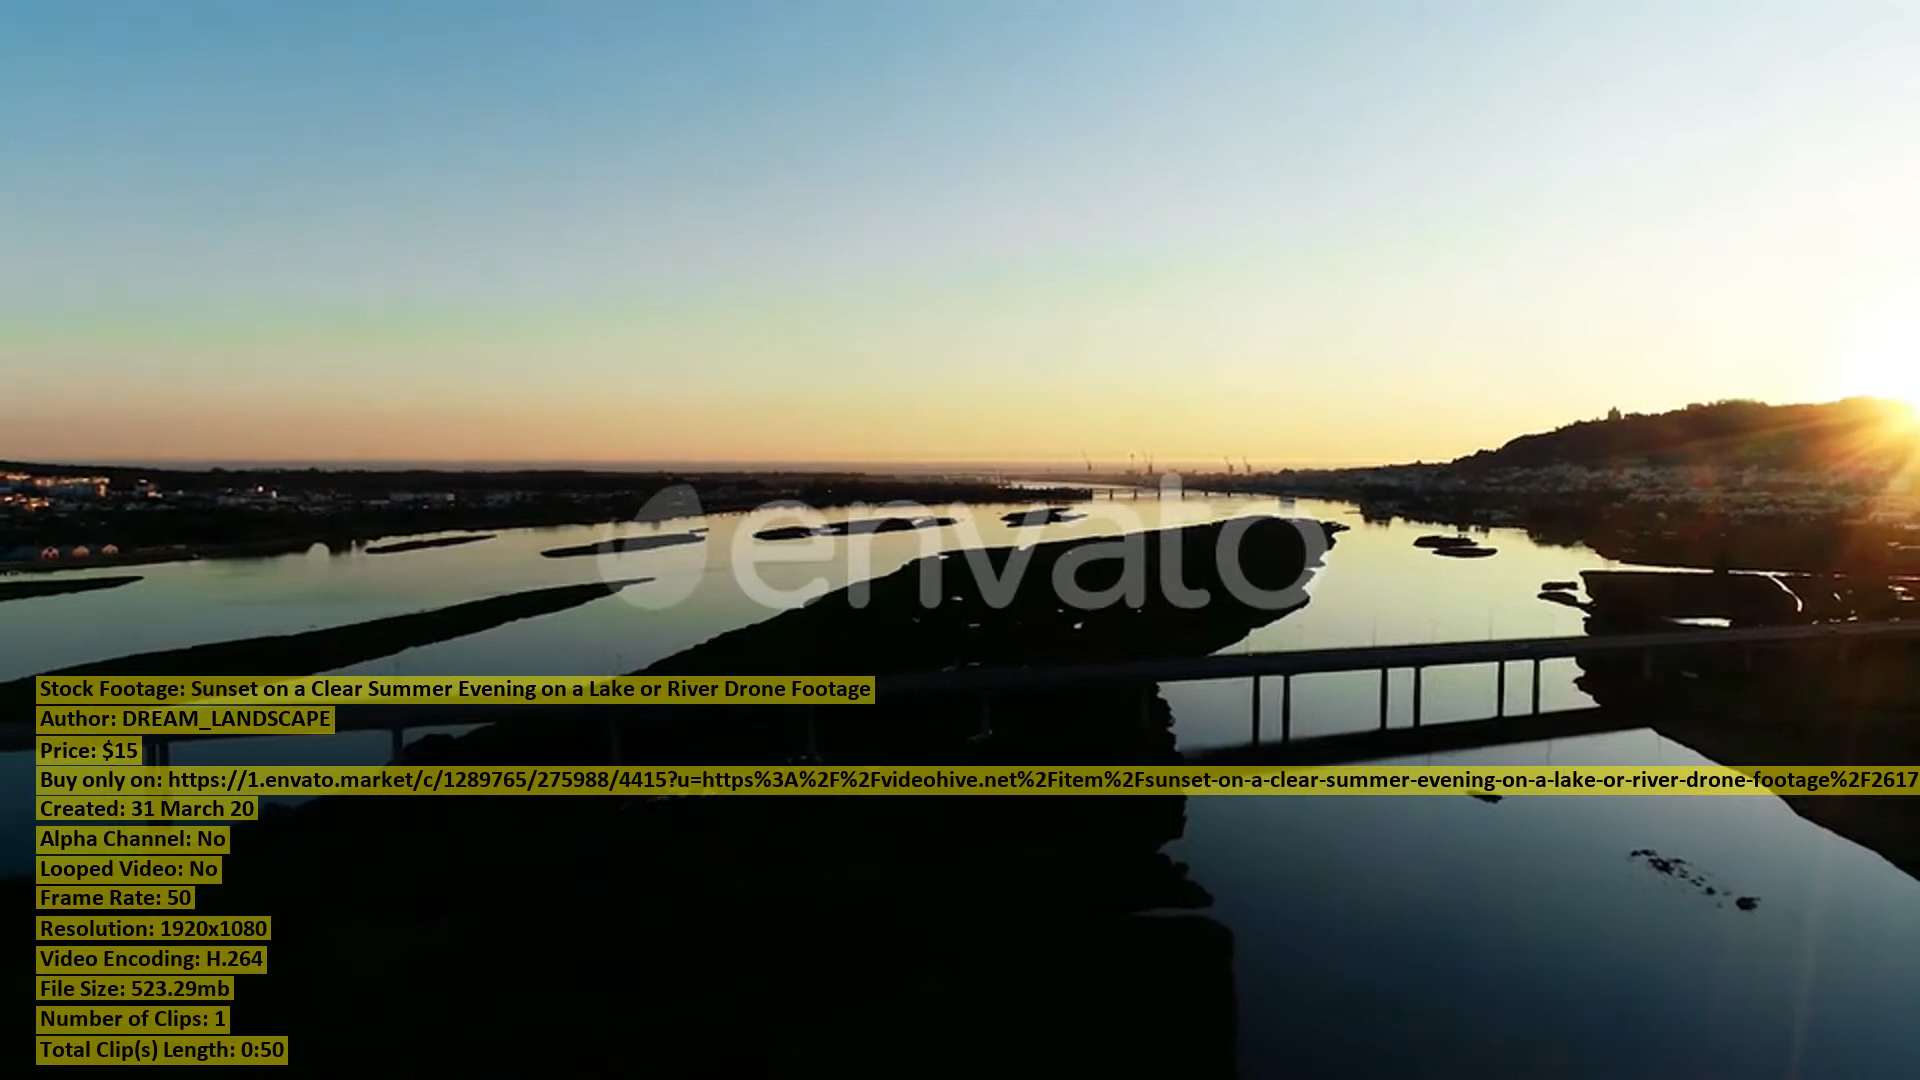 envato
Stock Footage: Sunset on a Clear Summer Evening on a Lake or River Drone Footage
Author: DREAM_LANDSCAPE
Price: $15
Buy only on: https://1.envato.market/c/1289765/275988/4415?u=https%3A%2F%2Fvideohive.net%2Fitem%2Fsunset-on-a-clear-summer-evening-on-a-lake-or-river-drone-footage%2F2617
Created: 31 March 20
Alpha Channel: No
Looped Video: No
Frame Rate: 50
Resolution: 1920x1080
Video Encoding: H.264
File Size: 523.29mb
Number of Clips: 1
Total Clip(s) Length: 0:50